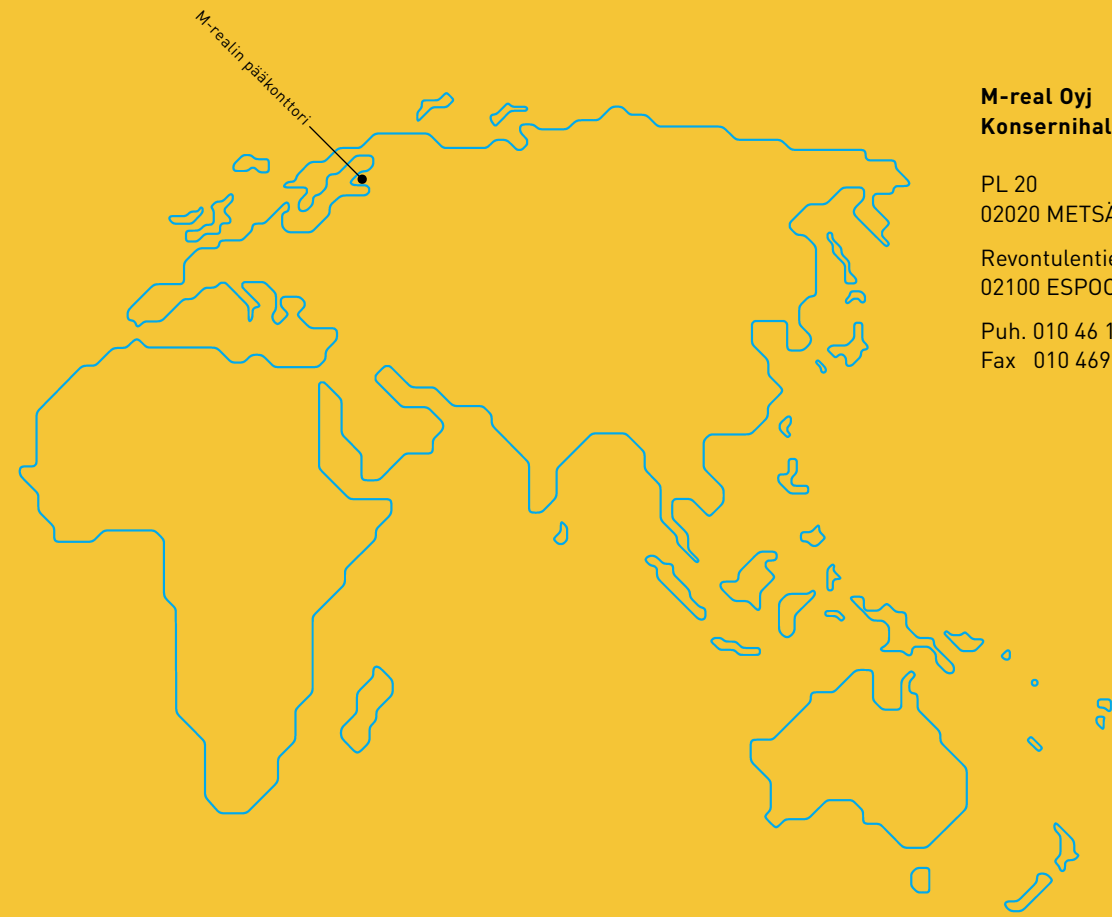 M-realin pääkonttori
M-real Oyj
Konsernihal
PL 20
02020 METSÄ
Revontulentie
02100 ESPOO
Puh. 010 46 1
Fax 010 469